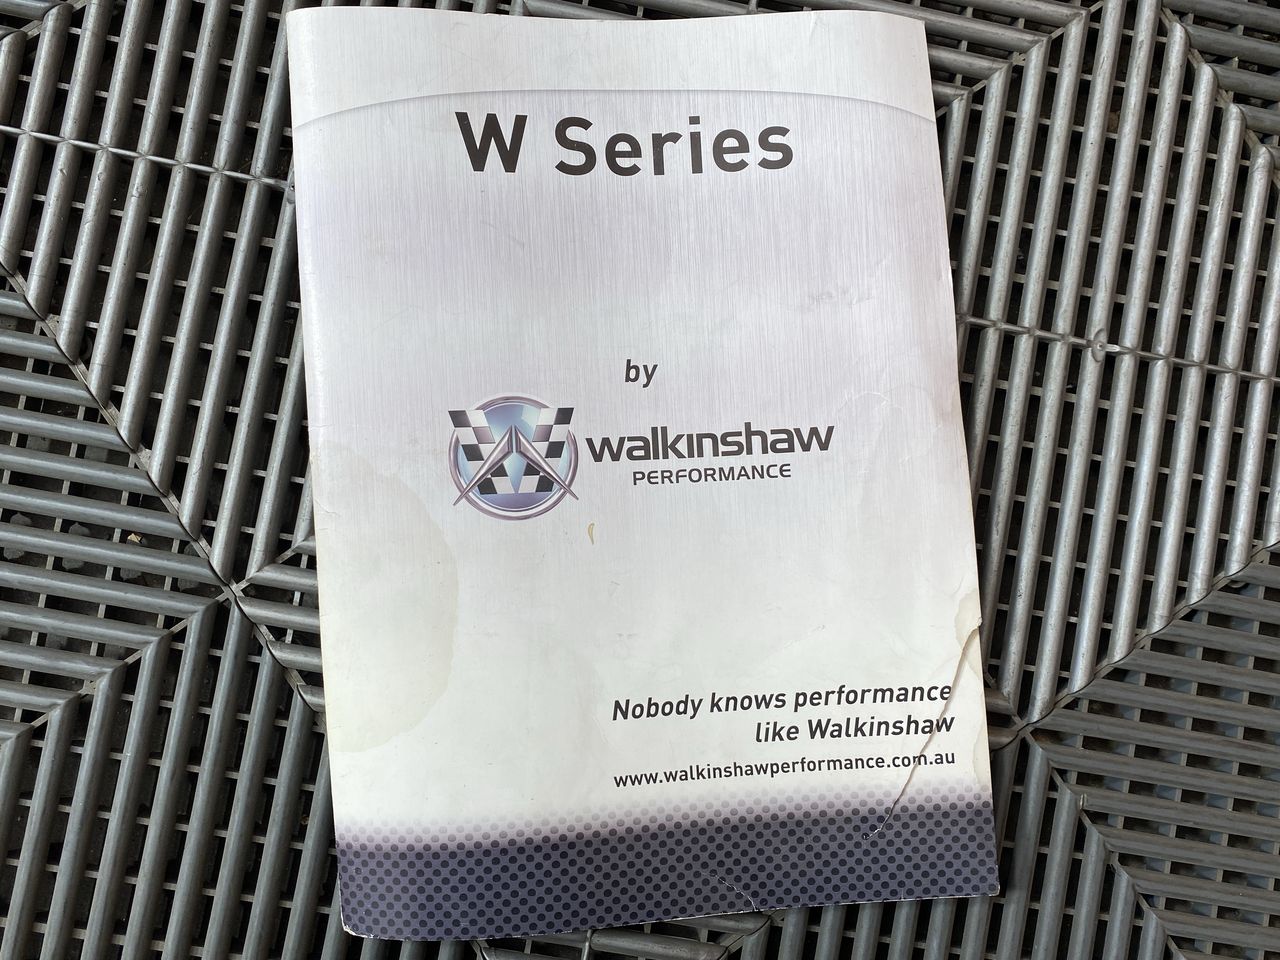 W Series
by
walkinshaw
PERFORMANCE
Nobody knows performance
like Walkinshaw
www.walkinshawperformance.com.au